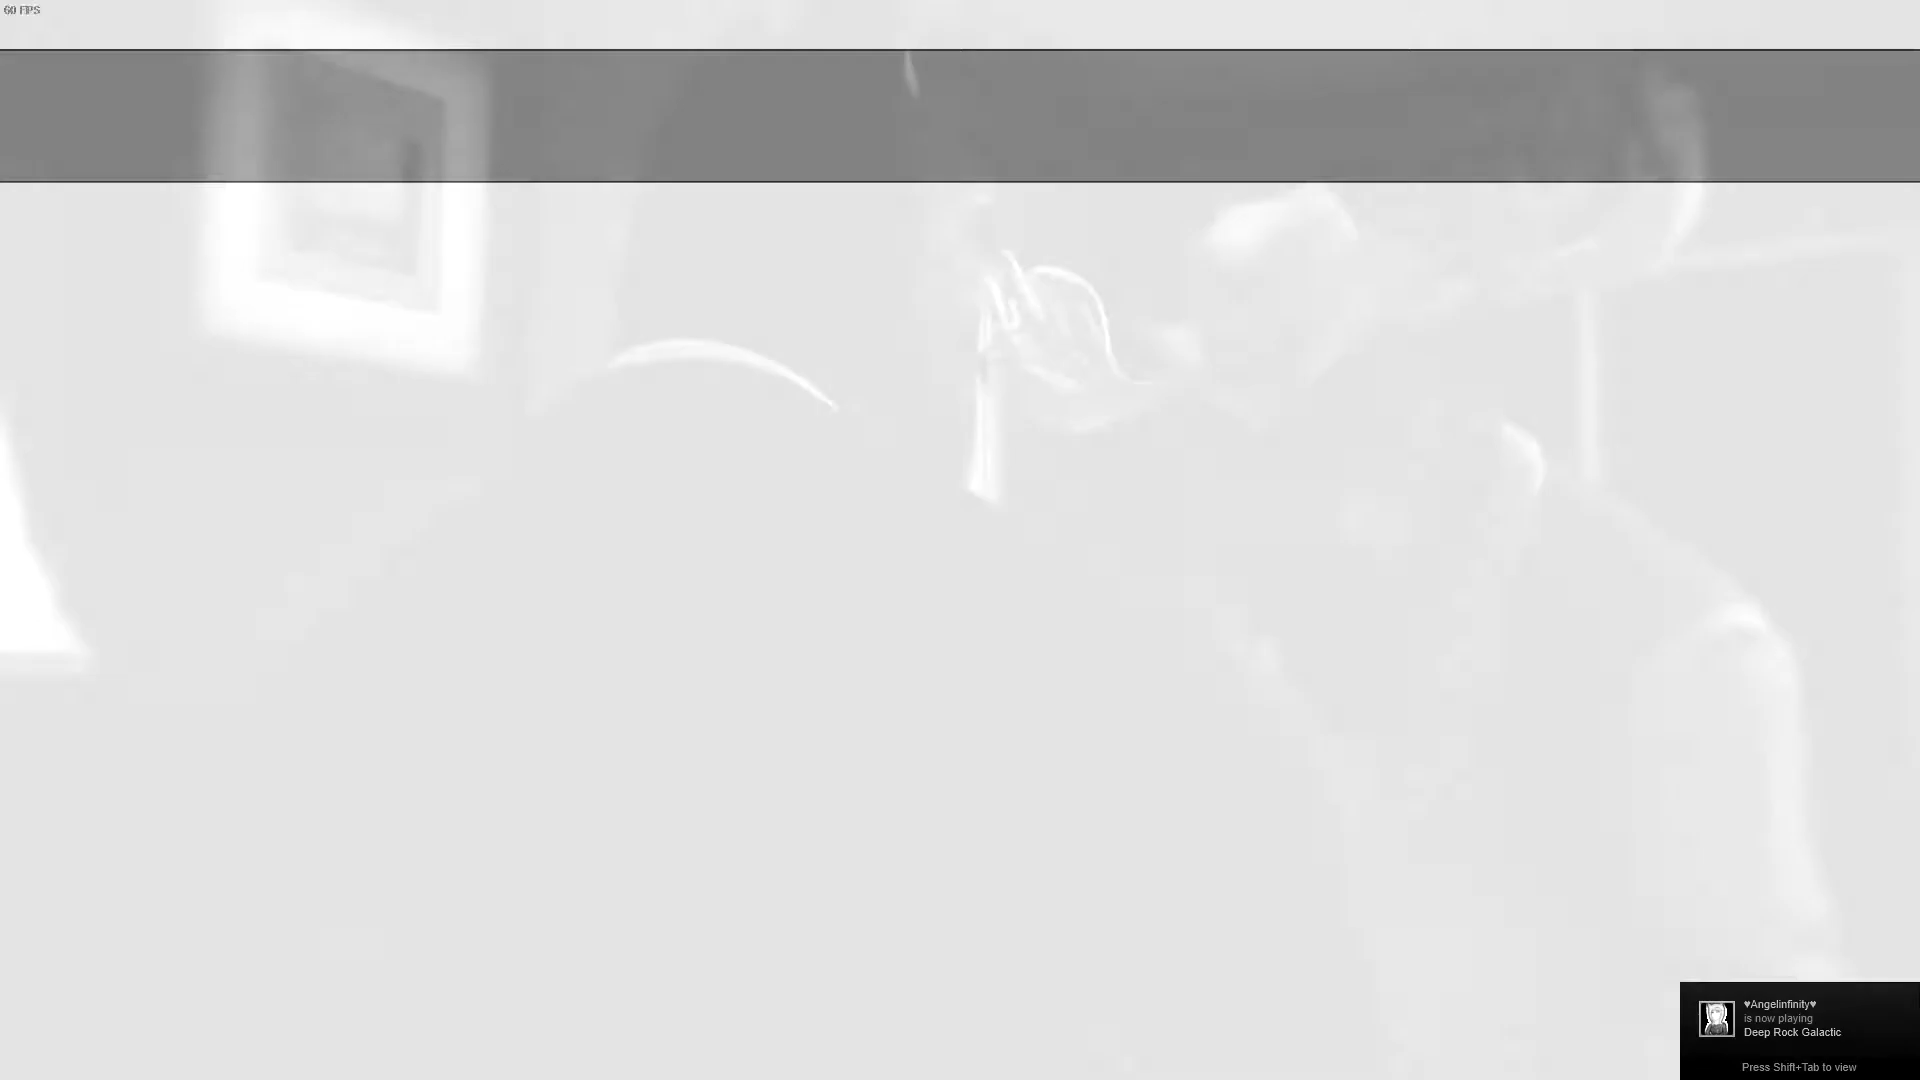 60 FPS
♥Angelinfinity♥
is now playing
Deep Rock Galactic
Press Shift+Tab to view